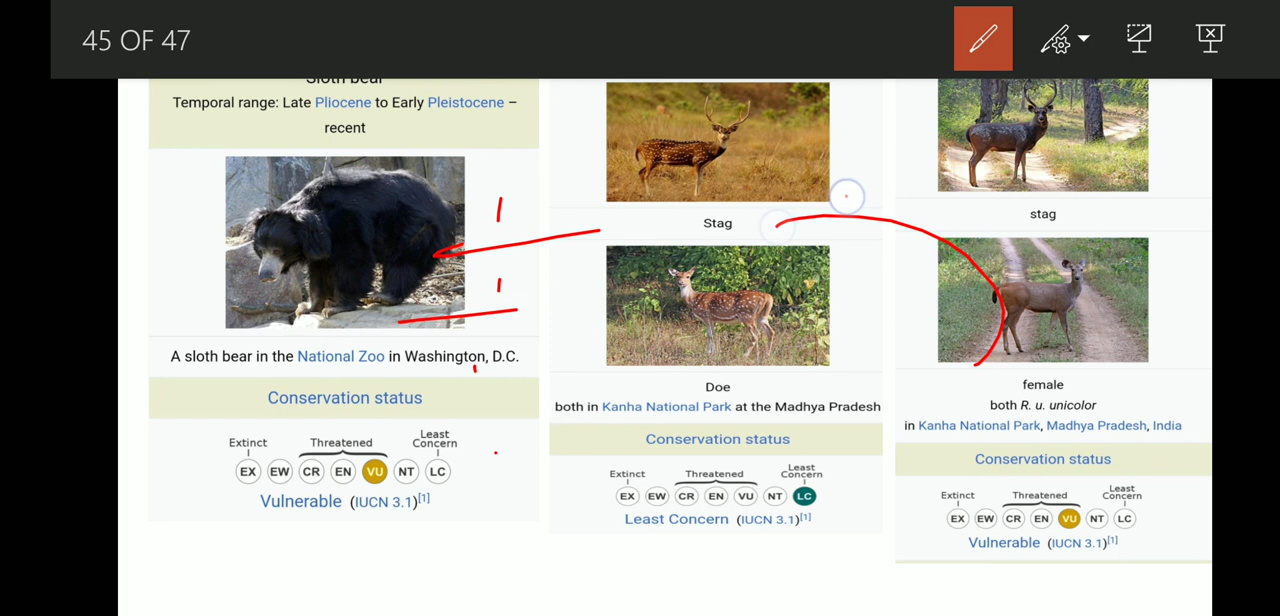 45 OF 47
Sloth bear
Temporal range: Late Pliocene to Early Pleistocene –
recent
A sloth bear in the National Zoo in Washington, D.C.
Conservation status
Extinct
Threatened
Least
Concern
EX EW CR EN VU NT LC
Vulnerable (IUCN 3.1)[1]
Stag
Doe
both in Kanha National Park at the Madhya Pradesh
Conservation status
Extinct
Threatened
Least
Concern
EX EW CR EN VU NT LC
Least Concern (IUCN 3.1)[1]
stag
female
both R. u. unicolor
in Kanha National Park, Madhya Pradesh, India
Conservation status
Extinct
Threatened
Least
Concern
EX EW CR EN VU NT LC
Vulnerable (IUCN 3.1)[1]